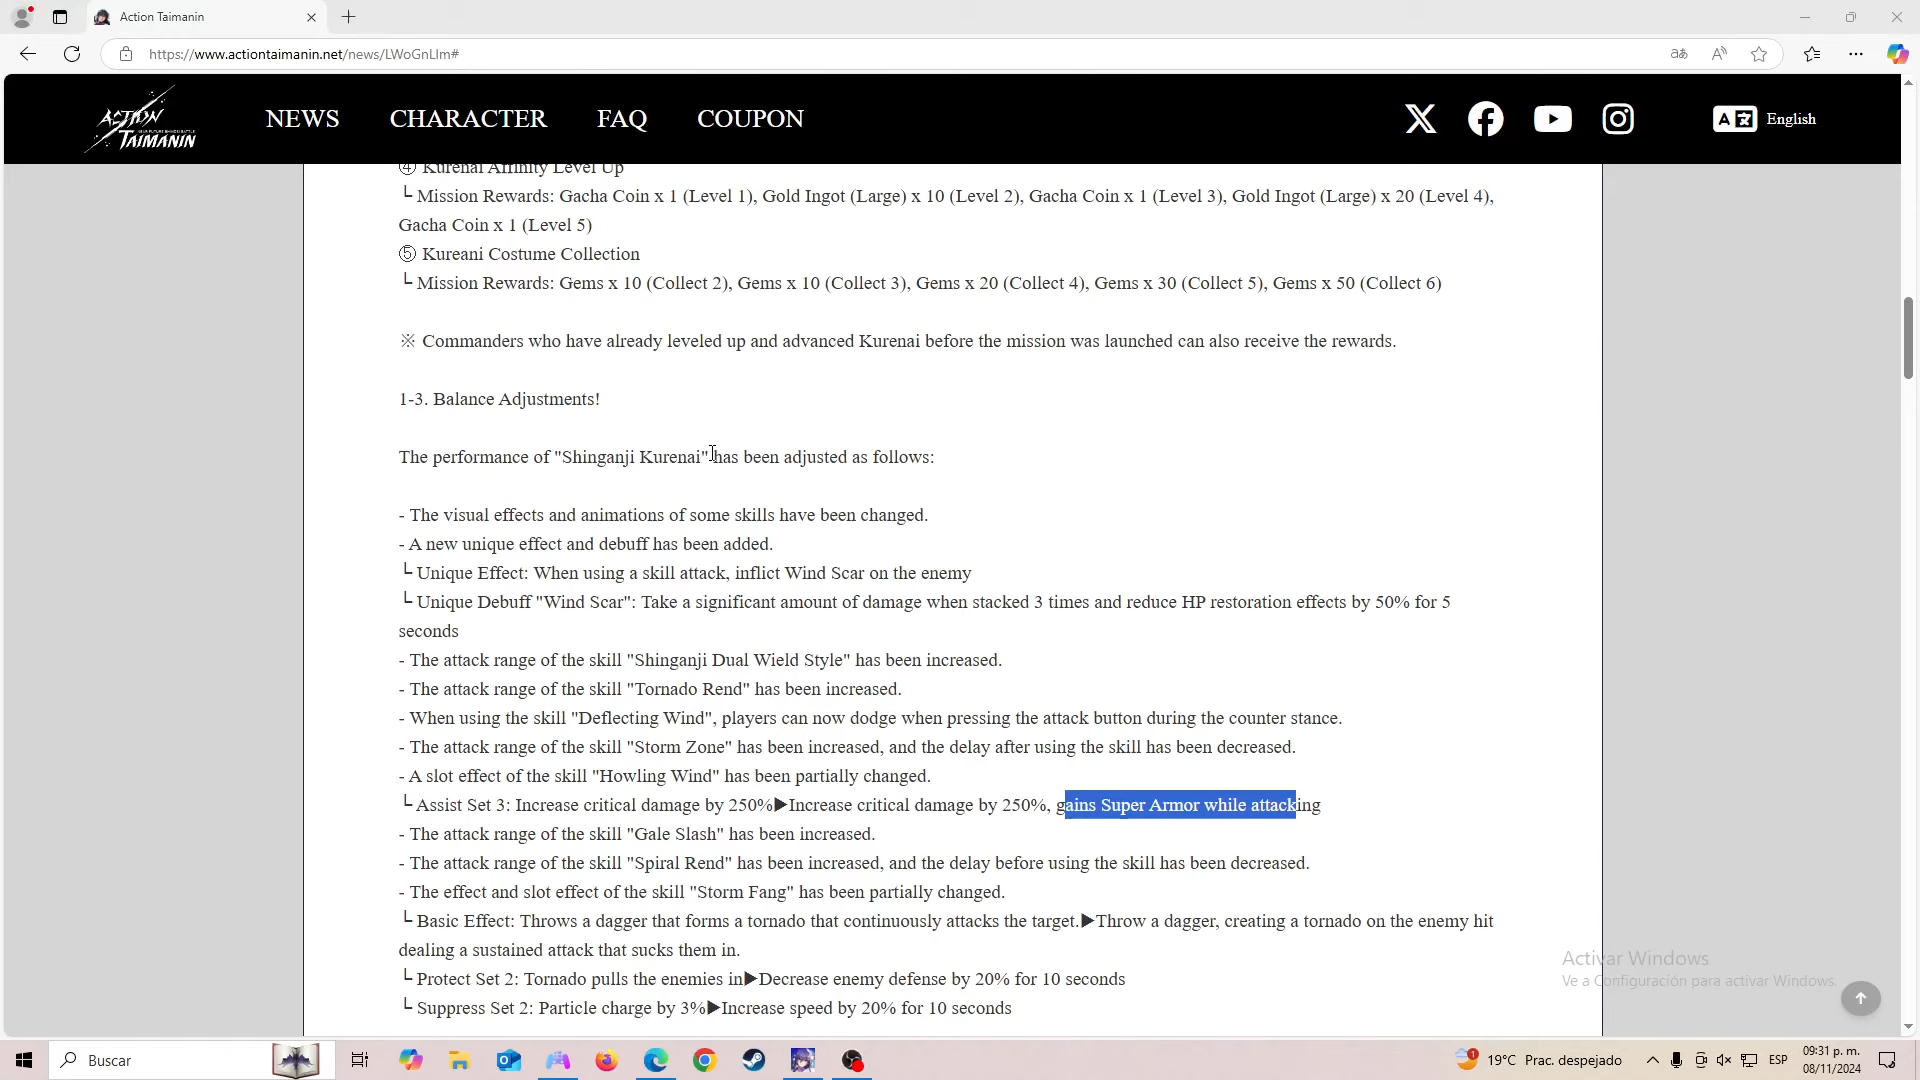 Action Taimanin
https://www.actiontaimanin.net/news/LWoGnLIm#
ACTION TAIMANIN
NEWS
CHARACTER
FAQ
COUPON
English
④ Kurenai Affinity Level Up
└ Mission Rewards: Gacha Coin x 1 (Level 1), Gold Ingot (Large) x 10 (Level 2), Gacha Coin x 1 (Level 3), Gold Ingot (Large) x 20 (Level 4),
Gacha Coin x 1 (Level 5)
⑤ Kureani Costume Collection
└ Mission Rewards: Gems x 10 (Collect 2), Gems x 10 (Collect 3), Gems x 20 (Collect 4), Gems x 30 (Collect 5), Gems x 50 (Collect 6)
※ Commanders who have already leveled up and advanced Kurenai before the mission was launched can also receive the rewards.
1-3. Balance Adjustments!
The performance of "Shinganji Kurenai" has been adjusted as follows:
- The visual effects and animations of some skills have been changed.
- A new unique effect and debuff has been added.
└ Unique Effect: When using a skill attack, inflict Wind Scar on the enemy
└ Unique Debuff "Wind Scar": Take a significant amount of damage when stacked 3 times and reduce HP restoration effects by 50% for 5
seconds
- The attack range of the skill "Shinganji Dual Wield Style" has been increased.
- The attack range of the skill "Tornado Rend" has been increased.
- When using the skill "Deflecting Wind", players can now dodge when pressing the attack button during the counter stance.
- The attack range of the skill "Storm Zone" has been increased, and the delay after using the skill has been decreased.
- A slot effect of the skill "Howling Wind" has been partially changed.
└ Assist Set 3: Increase critical damage by 250%▶Increase critical damage by 250%, gains Super Armor while attacking
- The attack range of the skill "Gale Slash" has been increased.
- The attack range of the skill "Spiral Rend" has been increased, and the delay before using the skill has been decreased.
- The effect and slot effect of the skill "Storm Fang" has been partially changed.
└ Basic Effect: Throws a dagger that forms a tornado that continuously attacks the target.▶Throw a dagger, creating a tornado on the enemy hit
dealing a sustained attack that sucks them in.
└ Protect Set 2: Tornado pulls the enemies in▶Decrease enemy defense by 20% for 10 seconds
└ Suppress Set 2: Particle charge by 3%▶Increase speed by 20% for 10 seconds
Activar Windows
Ve a Configuración para activar Windows.
Buscar
19°C Prac. despejado
ESP
09:31 p. m.
08/11/2024